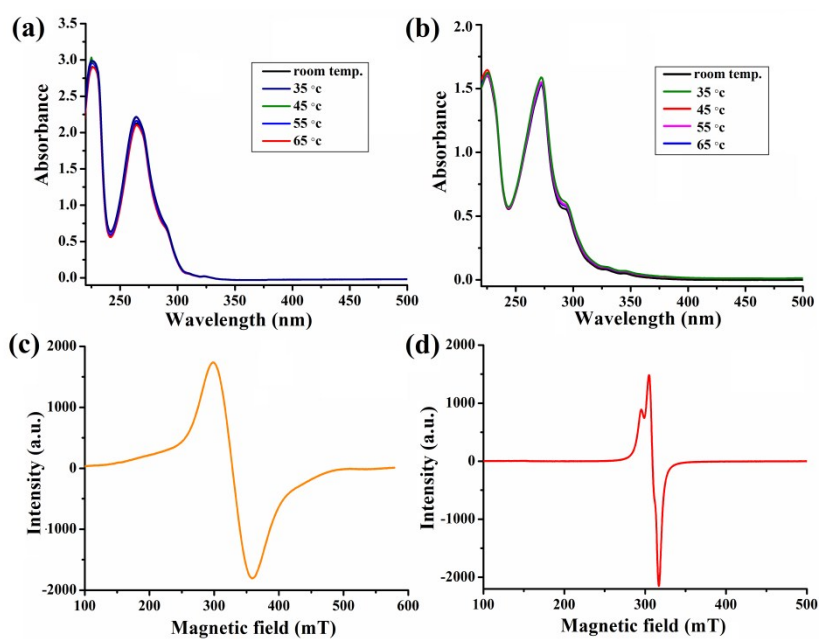 (a)
3.5
3.0
2.5
2.0
1.5
1.0
0.5
0.0
Absorbance
room temp.
35 °c
45 °c
55 °c
65 °c
250 300 350 400 450 500
Wavelength (nm)
(b)
2.0
1.5
1.0
0.5
0.0
Absorbance
room temp.
35 °c
45 °c
55 °c
65 °c
250 300 350 400 450 500
Wavelength (nm)
(c)
2000
1000
0
-1000
-2000
Intensity (a.u.)
100 200 300 400 500 600
Magnetic field (mT)
(d)
2000
1000
0
-1000
-2000
Intensity (a.u.)
100 200 300 400 500
Magnetic field (mT)